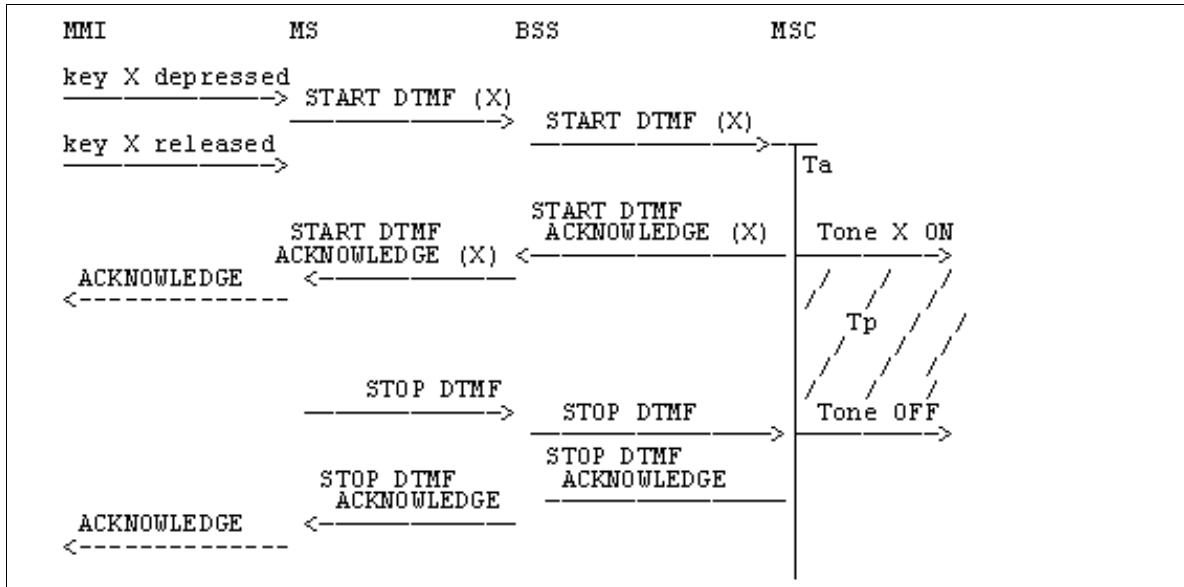 MMI MS BSS MSC
key X depressed
START DTMF (X)
START DTMF (X)
key X released
Ta
START DTMF
ACKNOWLEDGE (X)
Tone X ON
START DTMF
ACKNOWLEDGE (X)
ACKNOWLEDGE
Tp
STOP DTMF
STOP DTMF
Tone OFF
STOP DTMF
ACKNOWLEDGE
STOP DTMF
ACKNOWLEDGE
ACKNOWLEDGE